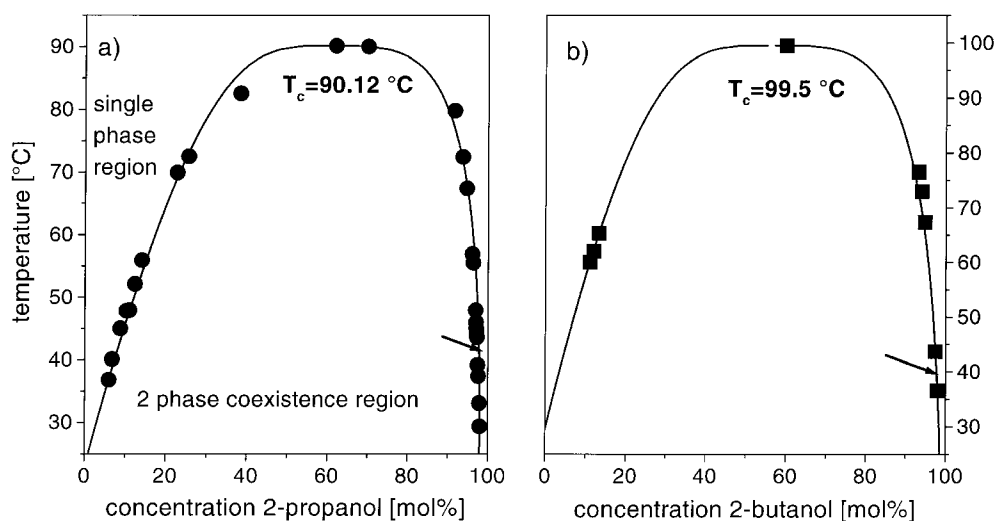 a)
T_c=90.12 °C
single
phase
region
2 phase coexistence region
temperature [°C]
90
80
70
60
50
40
30
0 20 40 60 80 100
concentration 2-propanol [mol%]
b)
T_c=99.5 °C
100
90
80
70
60
50
40
30
0 20 40 60 80 100
concentration 2-butanol [mol%]